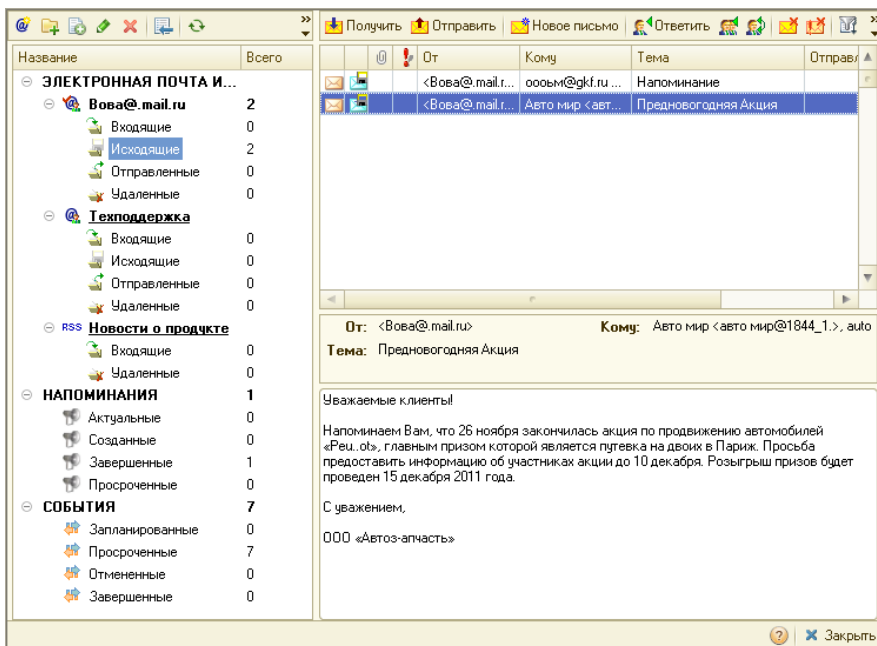 Получить Отправить Новое письмо Ответить
Название Всего
От Кому Тема Отправ
ЭЛЕКТРОННАЯ ПОЧТА И...
Вова@.mail.ru 2
Входящие 0
Исходящие 2
Отправленные 0
Удаленные 0
Техподдержка
Входящие 0
Исходящие 0
Отправленные 0
Удаленные 0
RSS Новости о продукте
Входящие 0
Удаленные 0
НАПОМИНАНИЯ 1
Актуальные 0
Созданные 0
Завершенные 1
Просроченные 0
СОБЫТИЯ 7
Запланированные 0
Просроченные 7
Отмененные 0
Завершенные 0
<Вова@.mail.r... оооьм@gkf.ru ... Напоминание
<Вова@.mail.r... Авто мир <авт... Предновогодняя Акция
От: <Вова@.mail.ru> Кому: Авто мир <авто мир@1844_1.>, auto
Тема: Предновогодняя Акция
Уважаемые клиенты!
Напоминаем Вам, что 26 ноября закончилась акция по продвижению автомобилей
«Peu..ot», главным призом которой является путевка на двоих в Париж. Просьба
предоставить информацию об участниках акции до 10 декабря. Розыгрыш призов будет
проведен 15 декабря 2011 года.
С уважением,
ООО «Автоз-апчасть»
Закрыть